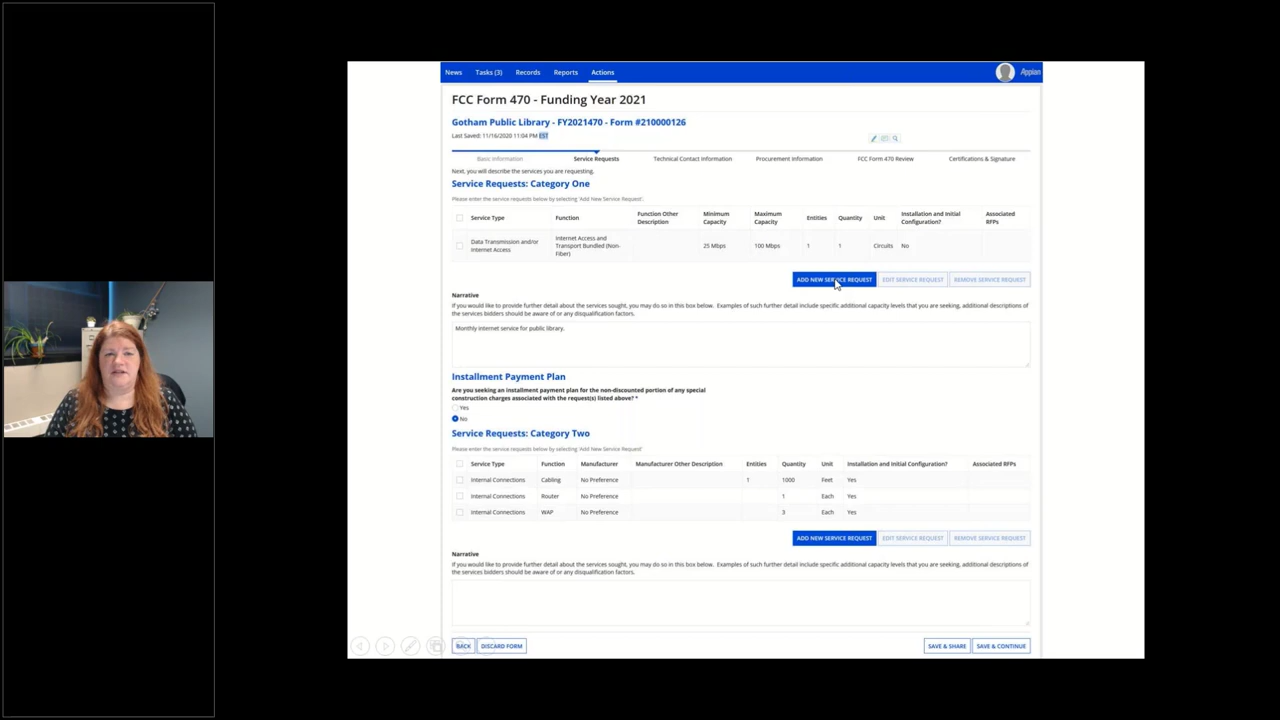 News Tasks (3) Records Reports Actions Appian
FCC Form 470 - Funding Year 2021
Gotham Public Library - FY2021470 - Form #210000126
Last Saved: 11/16/2020 11:04 PM EST
Basic Information Service Requests Technical Contact Information Procurement Information FCC Form 470 Review Certifications & Signature
Next, you will describe the services you are requesting.
Service Requests: Category One
Please enter the service requests below by selecting 'Add New Service Request'.
Service Type Function Function Other Description Minimum Capacity Maximum Capacity Entities Quantity Unit Installation and Initial Configuration? Associated RFPs
Data Transmission and/or Internet Access Internet Access and Transport Bundled (Non-Fiber) 25 Mbps 100 Mbps 1 1 Circuits No
ADD NEW SERVICE REQUEST EDIT SERVICE REQUEST REMOVE SERVICE REQUEST
Narrative
If you would like to provide further detail about the services sought, you may do so in this box below. Examples of such further detail include specific additional capacity levels that you are seeking, additional descriptions of
the services bidders should be aware of or any disqualification factors.
Monthly internet service for public library.
Installment Payment Plan
Are you seeking an installment payment plan for the non-discounted portion of any special
construction charges associated with the request(s) listed above? *
Yes
No
Service Requests: Category Two
Please enter the service requests below by selecting 'Add New Service Request'
Service Type Function Manufacturer Manufacturer Other Description Entities Quantity Unit Installation and Initial Configuration? Associated RFPs
Internal Connections Cabling No Preference 1 1000 Feet Yes
Internal Connections Router No Preference 1 Each Yes
Internal Connections WAP No Preference 3 Each Yes
ADD NEW SERVICE REQUEST EDIT SERVICE REQUEST REMOVE SERVICE REQUEST
Narrative
If you would like to provide further detail about the services sought, you may do so in this box below. Examples of such further detail include specific additional capacity levels that you are seeking, additional descriptions of
the services bidders should be aware of or any disqualification factors.
BACK DISCARD FORM SAVE & SHARE SAVE & CONTINUE